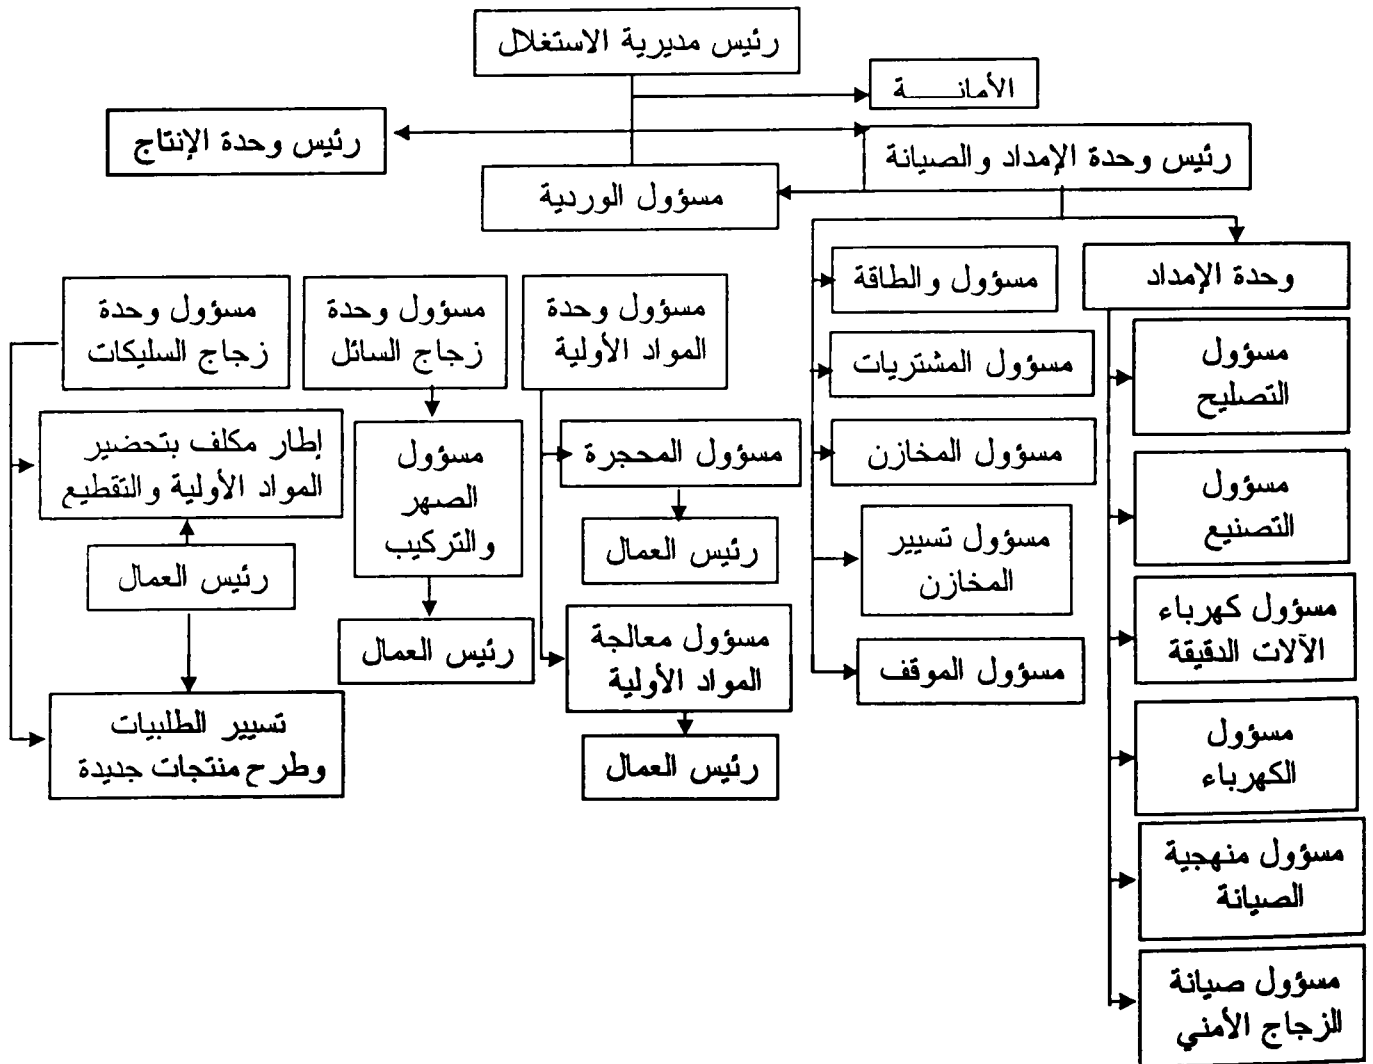 رئيس مديرية الاستغلال
الأمانـــــة
رئيس وحدة الإمداد والصيانة
رئيس وحدة الإنتاج
مسؤول الوردية
وحدة الإمداد
مسؤول
التصليح
مسؤول
التصنيع
مسؤول كهرباء
الآلات الدقيقة
مسؤول
الكهرباء
مسؤول منهجية
الصيانة
مسؤول صيانة
الزجاج الأمني
مسؤول والطاقة
مسؤول المشتريات
مسؤول المخازن
مسؤول تسيير
المخازن
مسؤول الموقف
مسؤول وحدة
المواد الأولية
مسؤول المحجرة
رئيس العمال
مسؤول معالجة
المواد الأولية
رئيس العمال
مسؤول وحدة
زجاج السائل
مسؤول
الصهر
والتركيب
رئيس العمال
مسؤول وحدة
زجاج السليكات
إطار مكلف بتحضير
المواد الأولية والتقطيع
رئيس العمال
تسيير الطلبيات
وطرح منتجات جديدة